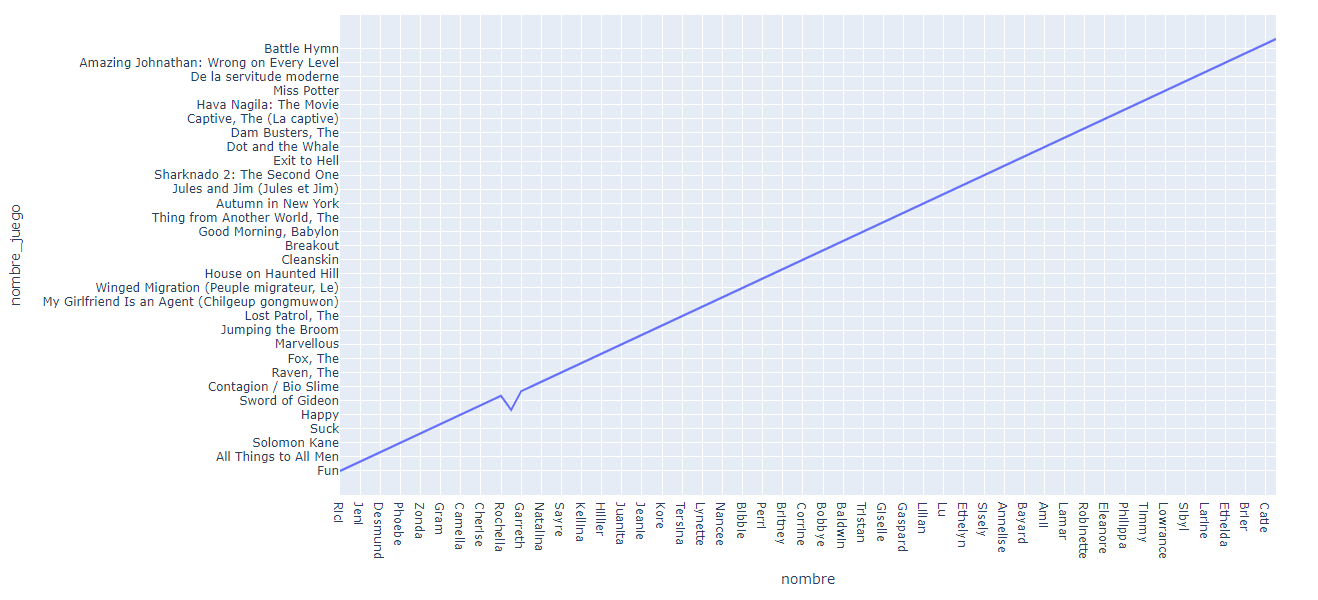 Battle Hymn
Amazing Johnathan: Wrong on Every Level
De la servitude moderne
Miss Potter
Hava Nagila: The Movie
Captive, The (La captive)
Dam Busters, The
Dot and the Whale
Exit to Hell
Sharknado 2: The Second One
Jules and Jim (Jules et Jim)
Autumn in New York
Thing from Another World, The
Good Morning, Babylon
Breakout
Cleanskin
House on Haunted Hill
Winged Migration (Peuple migrateur, Le)
My Girlfriend Is an Agent (Chilgeup gongmuwon)
Lost Patrol, The
Jumping the Broom
Marvellous
Fox, The
Raven, The
Contagion / Bio Slime
Sword of Gideon
Happy
Suck
Solomon Kane
All Things to All Men
Fun
nombre_juego
Rici
Jeni
Desmund
Phoebe
Zonda
Gram
Camella
Cherise
Rochella
Garreth
Natalina
Sayre
Kellina
Hillier
Juanita
Jeanie
Kore
Tersina
Lynette
Nancee
Bibbie
Perri
Britney
Corrine
Bobbye
Baldwin
Tristan
Giselle
Gaspard
Lilian
Lu
Ethelyn
Sisely
Annelise
Bayard
Amii
Lamar
Robinette
Eleanore
Philippa
Timmy
Lowrance
Sibyl
Larine
Ethelda
Brier
Catie
nombre